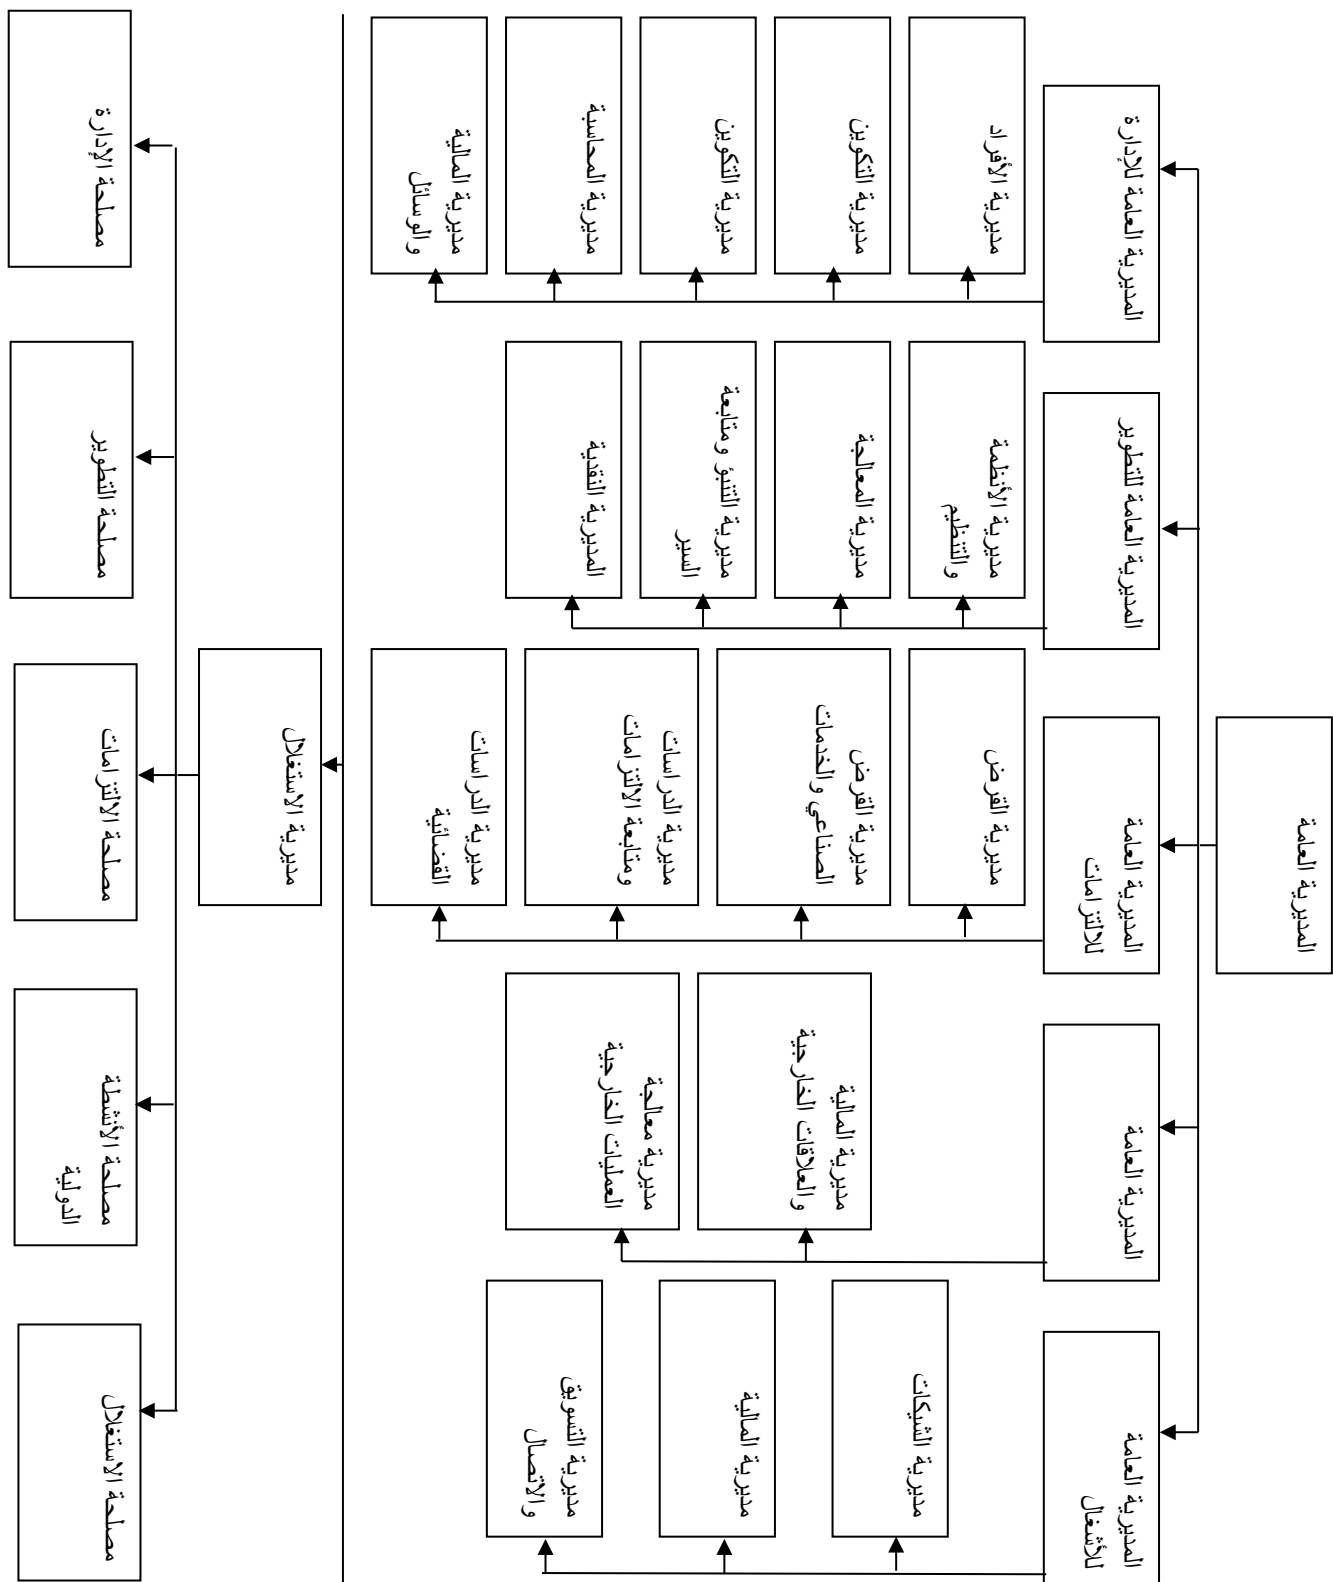 المديرية العامة
المديرية العامة للإدارة
المديرية العامة للتطوير
المديرية العامة
للالتزامات
المديرية العامة
المديرية العامة
للأشغال
مديرية الأفراد
مديرية التكوين
مديرية التكوين
مديرية المحاسبة
مديرية المالية
والوسائل
مديرية الأنظمة
والتنظيم
مديرية المعالجة
مديرية التنبؤ ومتابعة
السير
المديرية النقدية
مديرية القرض
مديرية القرض
الصناعي والخدمات
مديرية الدراسات
ومتابعة الالتزامات
مديرية الدراسات
القضائية
مديرية المالية
والعلاقات الخارجية
مديرية معالجة
العمليات الخارجية
مديرية الشيكات
مديرية المالية
مديرية التسويق
والاتصال
مديرية الاستغلال
مصلحة الإدارة
مصلحة التطوير
مصلحة الالتزامات
مصلحة الأنشطة
الدولية
مصلحة الاستغلال